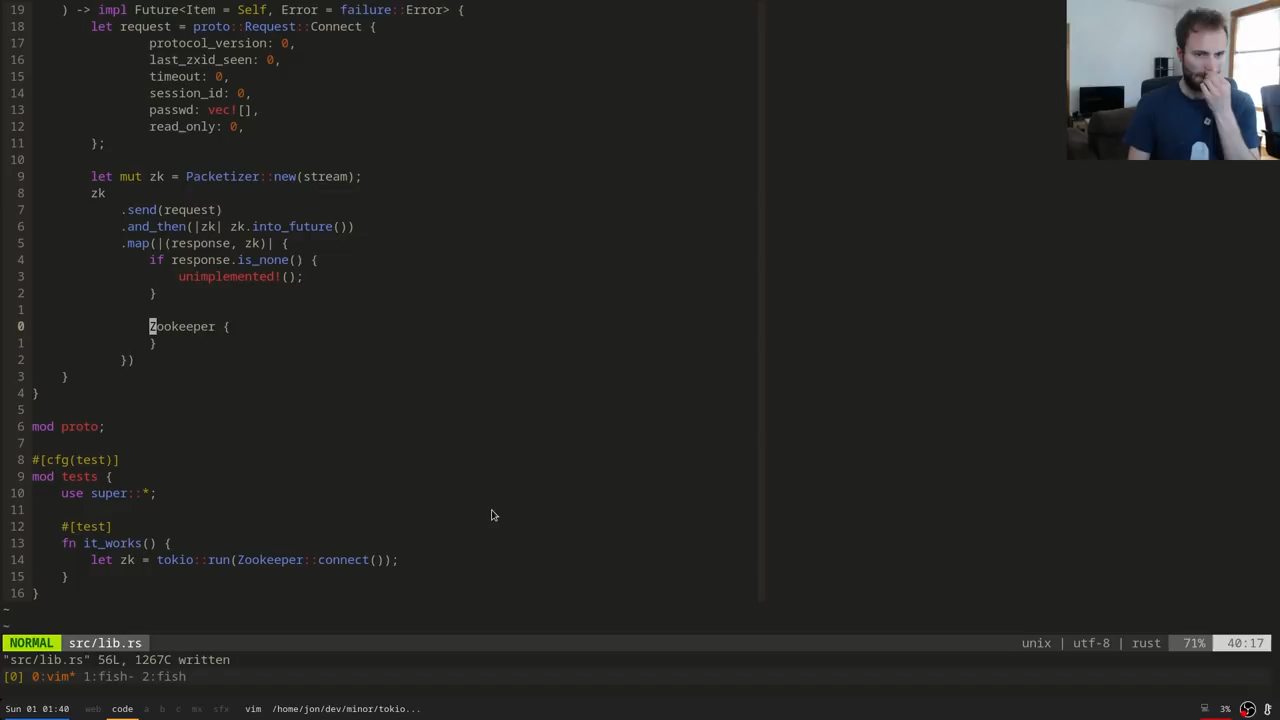 19     ) -> impl Future<Item = Self, Error = failure::Error> {
18         let request = proto::Request::Connect {
17                 protocol_version: 0,
16                 last_zxid_seen: 0,
15                 timeout: 0,
14                 session_id: 0,
13                 passwd: vec![],
12                 read_only: 0,
11         };
10
9         let mut zk = Packetizer::new(stream);
8         zk
7             .send(request)
6             .and_then(|zk| zk.into_future())
5             .map(|(response, zk)| {
4                 if response.is_none() {
3                     unimplemented!();
2                 }
1
0                 Zookeeper {
1                 }
2             })
3     }
4 }
5
6 mod proto;
7
8 #[cfg(test)]
9 mod tests {
10     use super::*;
11
12     #[test]
13     fn it_works() {
14         let zk = tokio::run(Zookeeper::connect());
15     }
16 }
~
~
NORMAL src/lib.rs unix | utf-8 | rust 71% 40:17
"src/lib.rs" 56L, 1267C written
[0] 0:vim* 1:fish- 2:fish
Sun 01 01:40 web code a b c mx sfx vim /home/jon/dev/minor/tokio... 3%